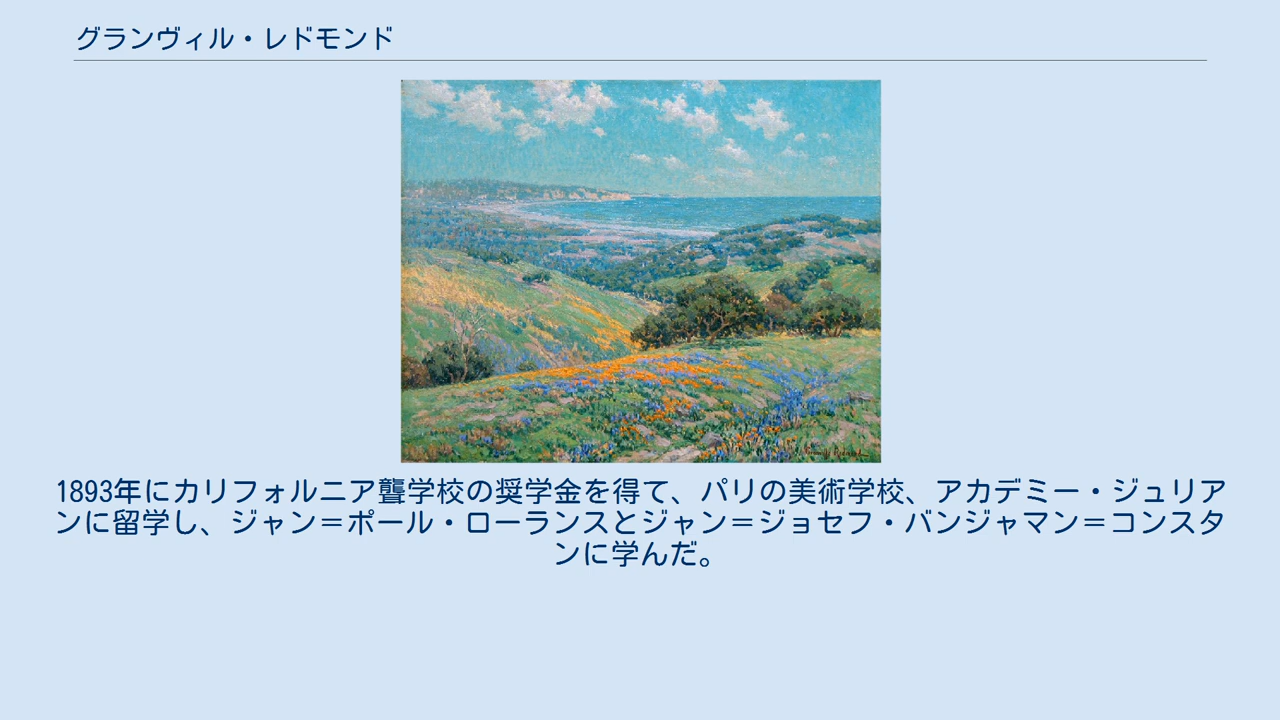 グランヴィル・レドモンド
1893年にカリフォルニア聾学校の奨学金を得て、パリの美術学校、アカデミー・ジュリア
ンに留学し、ジャン＝ポール・ローランスとジャン＝ジョセフ・バンジャマン＝コンスタ
ンに学んだ。